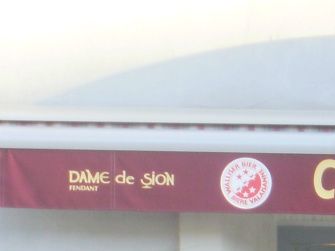 DAME de SION
FENDANT
WALLISER BIER
BIÈRE VALAISANNE
C